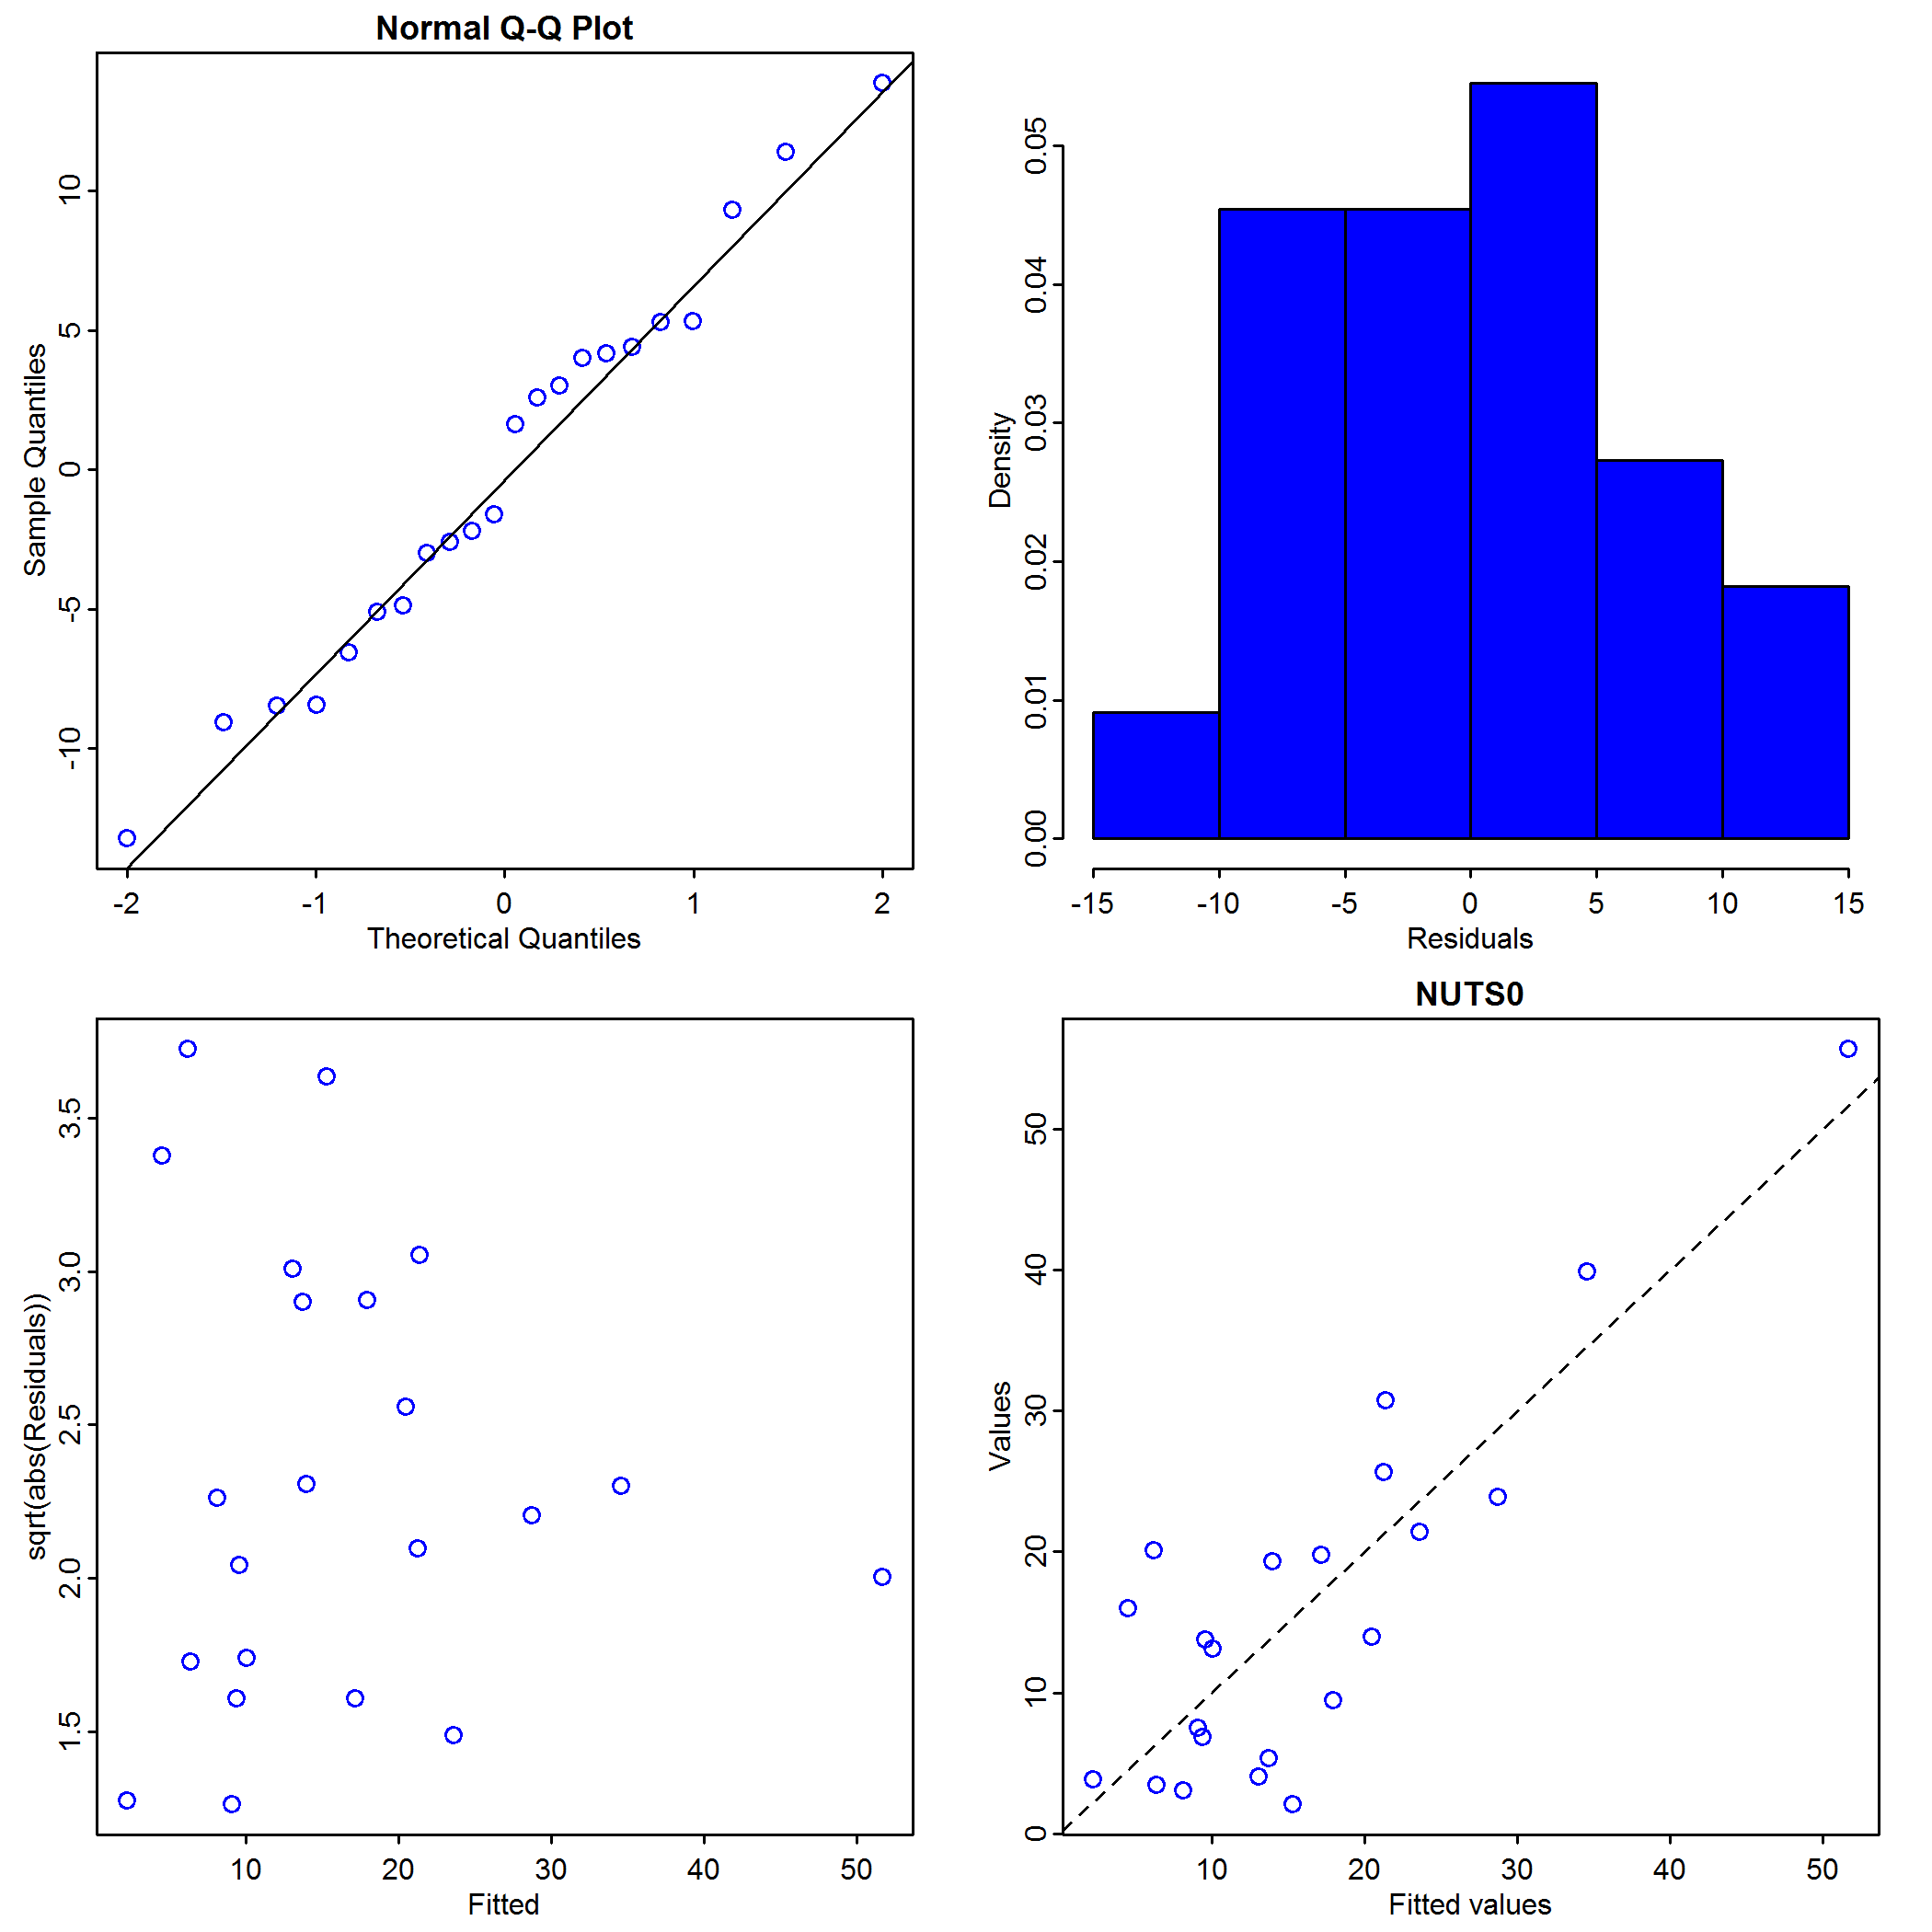 Normal Q-Q Plot
Sample Quantiles
10
5
0
-5
-10
-2 -1 0 1 2
Theoretical Quantiles
Density
0.05
0.04
0.03
0.02
0.01
0.00
-15 -10 -5 0 5 10 15
Residuals
sqrt(abs(Residuals))
3.5
3.0
2.5
2.0
1.5
10 20 30 40 50
Fitted
NUTS0
Values
50
40
30
20
10
0
10 20 30 40 50
Fitted values